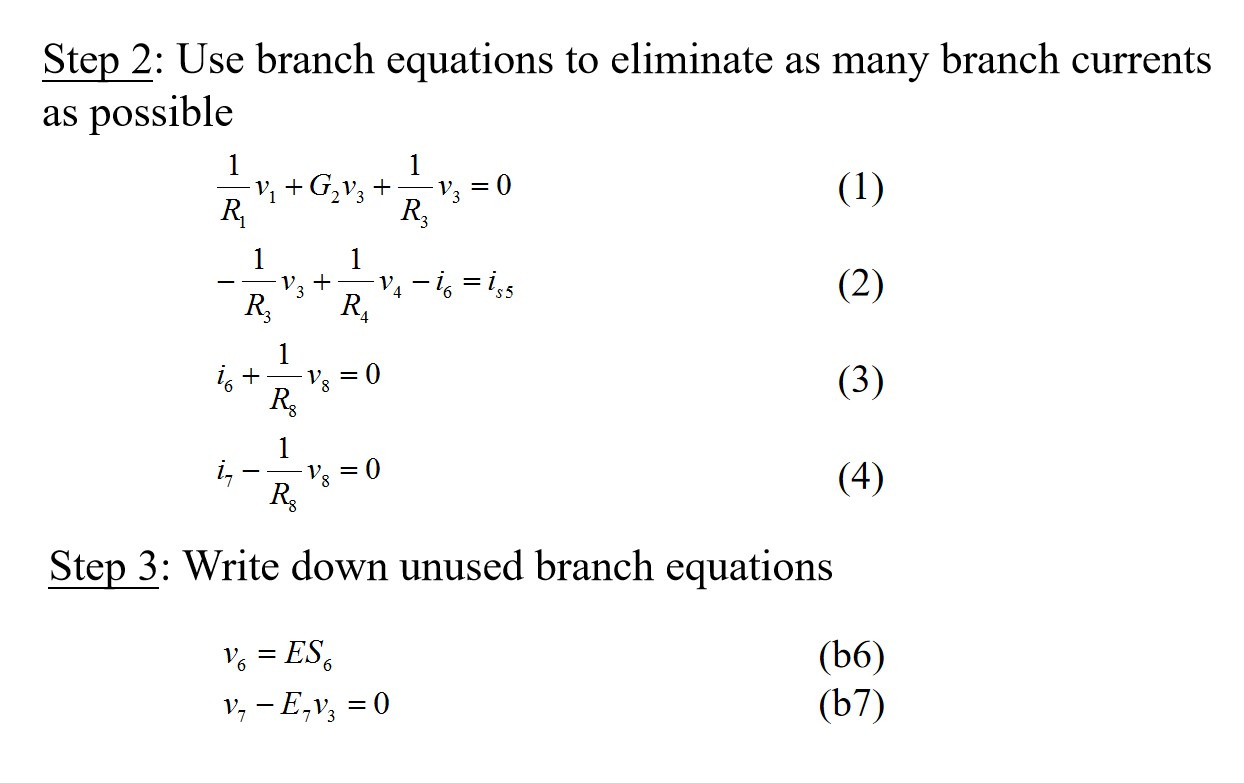 Step 2: Use branch equations to eliminate as many branch currents
as possible
\frac{1}{R_1} v_1 + G_2 v_3 + \frac{1}{R_3} v_3 = 0 (1)
-\frac{1}{R_3} v_3 + \frac{1}{R_4} v_4 - i_6 = i_{s5} (2)
i_6 + \frac{1}{R_8} v_8 = 0 (3)
i_7 - \frac{1}{R_8} v_8 = 0 (4)
Step 3: Write down unused branch equations
v_6 = ES_6 (b6)
v_7 - E_7 v_3 = 0 (b7)